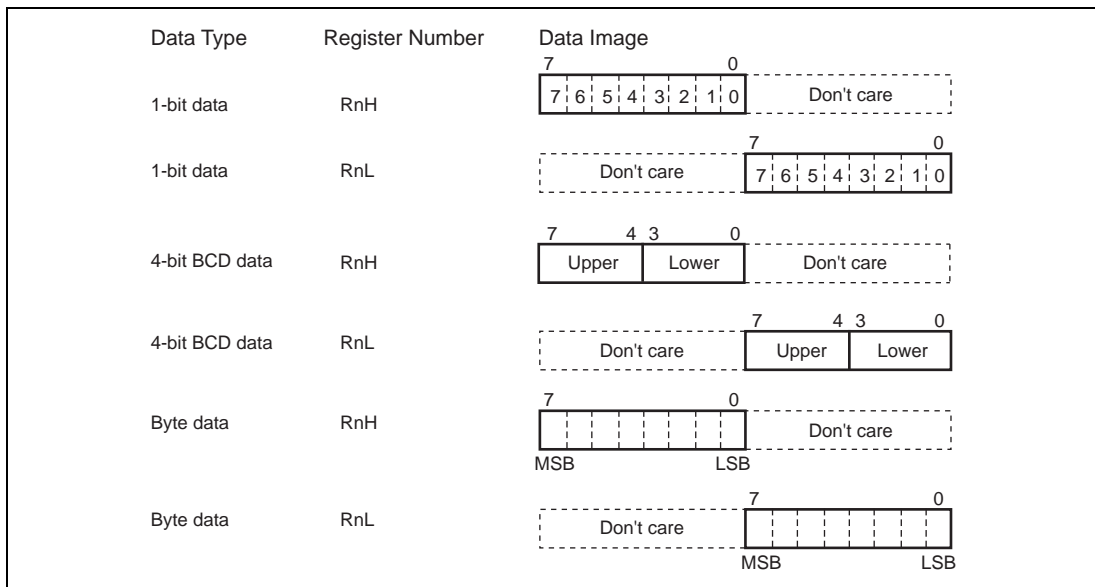 Data Type Register Number Data Image
7 0
1-bit data RnH 7 6 5 4 3 2 1 0 Don't care
7 0
1-bit data RnL Don't care 7 6 5 4 3 2 1 0
7 4 3 0
4-bit BCD data RnH Upper Lower Don't care
7 4 3 0
4-bit BCD data RnL Don't care Upper Lower
7 0
Byte data RnH Don't care
MSB LSB
7 0
Byte data RnL Don't care
MSB LSB